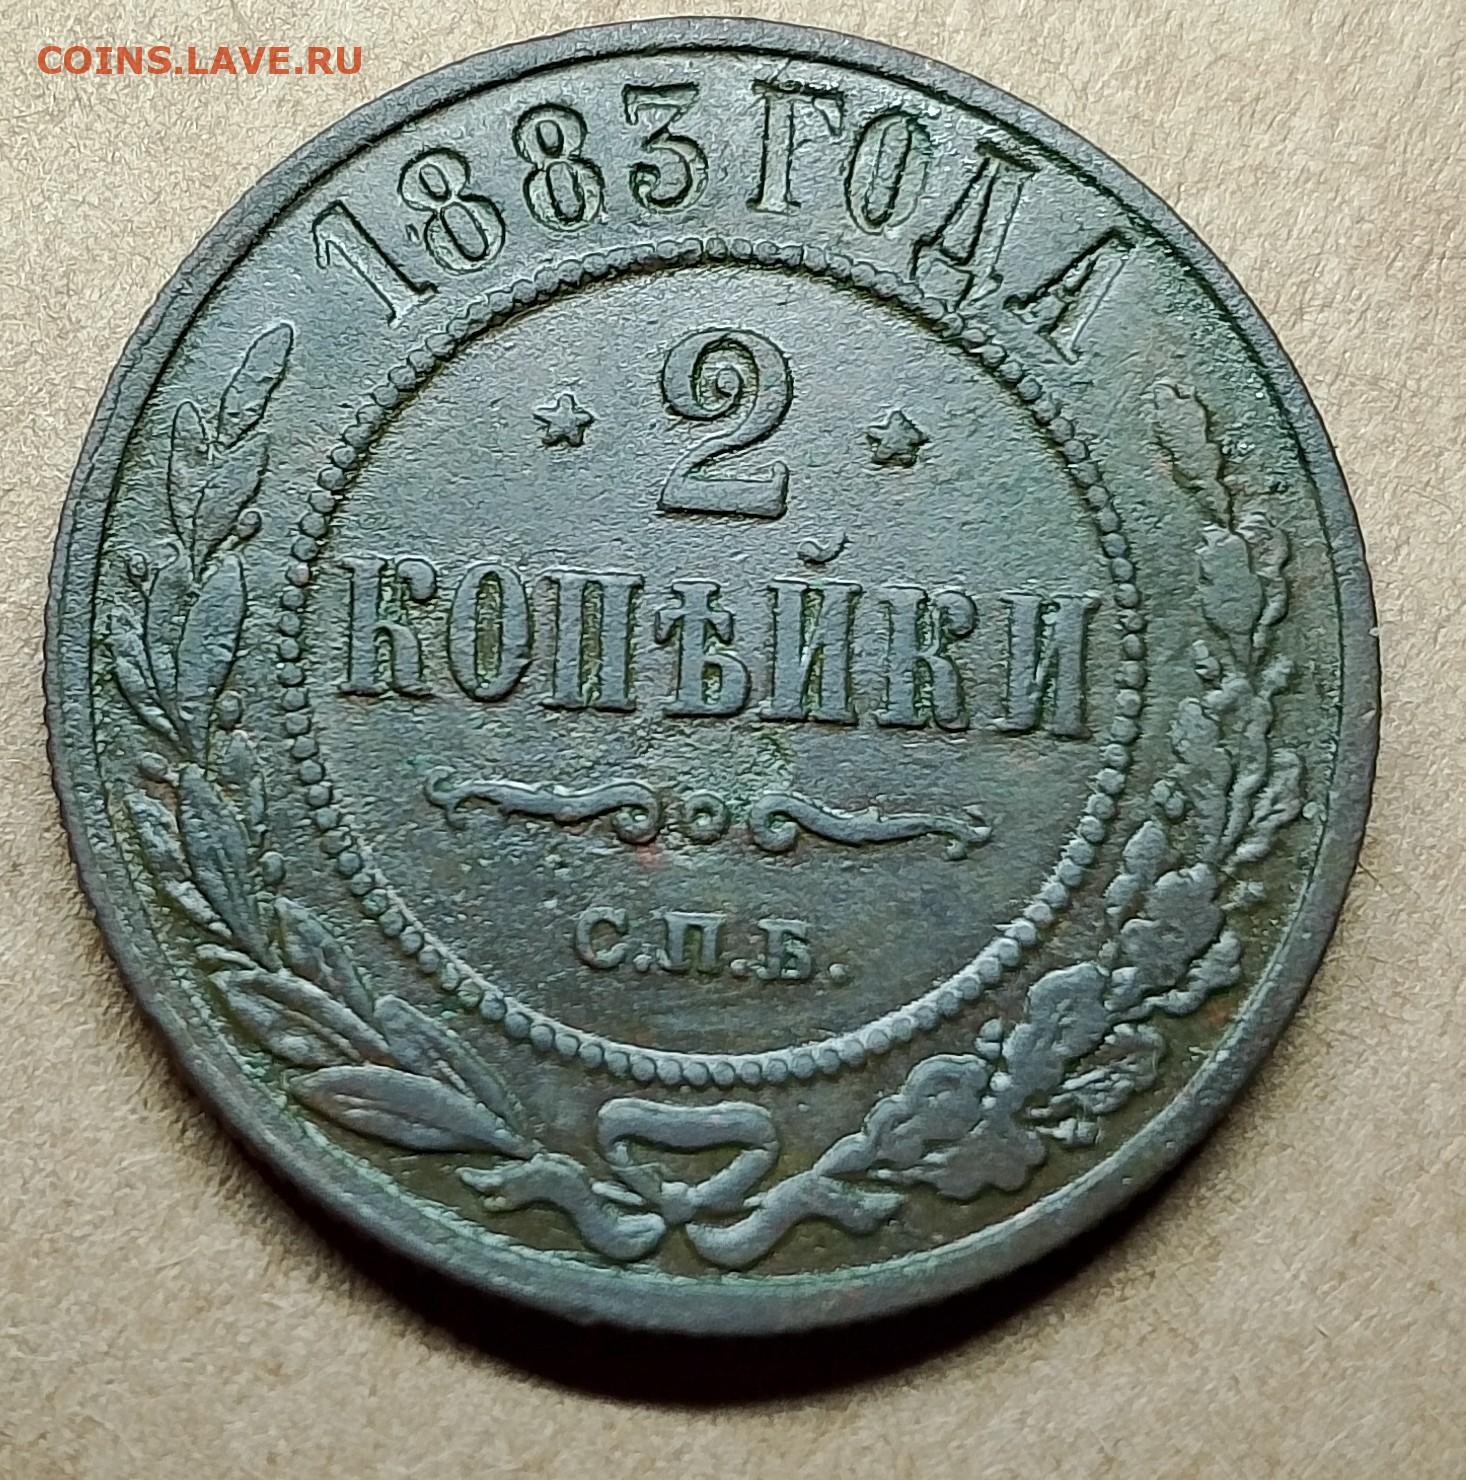 COINS.LAVE.RU
1883 ГОДА
2
КОПѢЙКИ
С.П.Б.